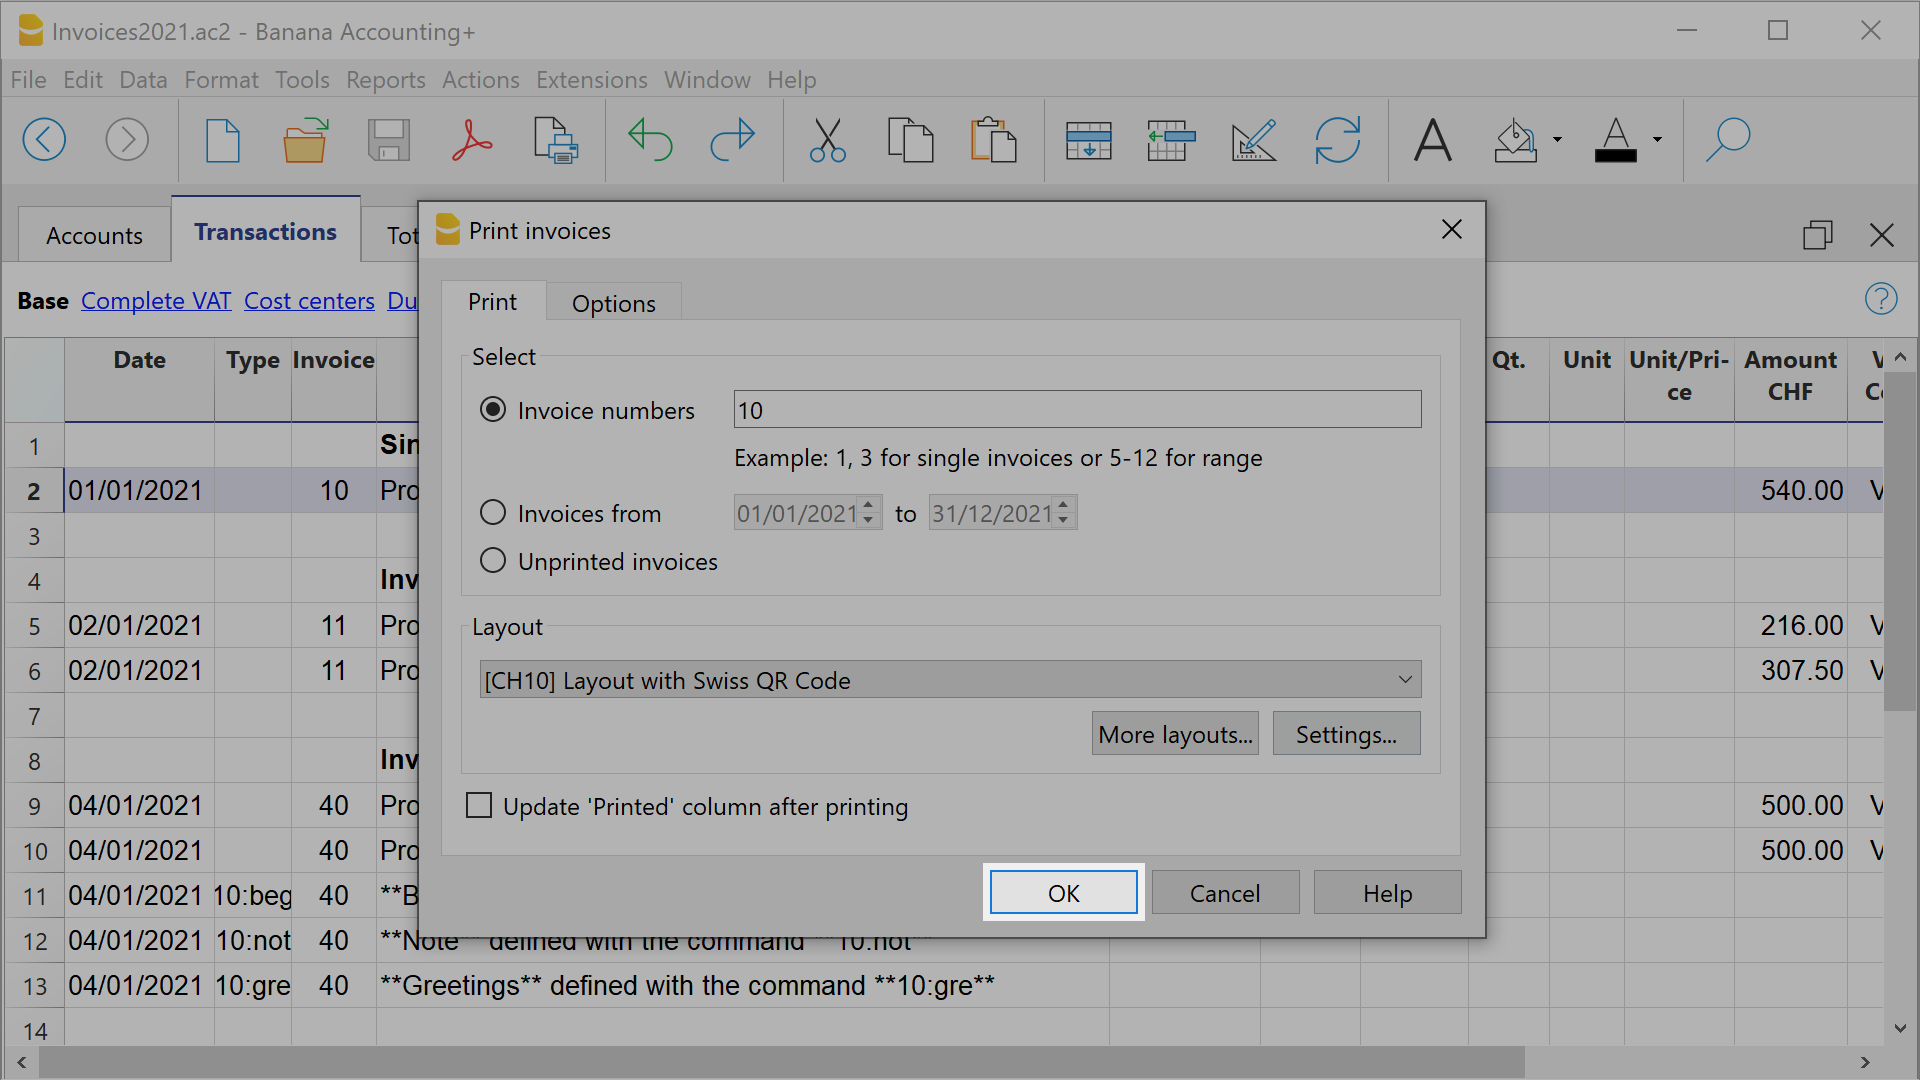 Invoices2021.ac2 - Banana Accounting+
File Edit Data Format Tools Reports Actions Extensions Window Help
Accounts Transactions Tot
Base Complete VAT Cost centers Du
Print invoices
Print Options
Select
Invoice numbers 10
Example: 1, 3 for single invoices or 5-12 for range
Invoices from 01/01/2021 to 31/12/2021
Unprinted invoices
Layout
[CH10] Layout with Swiss QR Code
More layouts... Settings...
Update 'Printed' column after printing
OK Cancel Help
Date Type Invoice Qt. Unit Unit/Pri- Amount V
ce CHF Co
1 Sin
2 01/01/2021 10 Pro 540.00 V
3
4 Inv
5 02/01/2021 11 Pro 216.00 V
6 02/01/2021 11 Pro 307.50 V
7
8 Inv
9 04/01/2021 40 Pro 500.00 V
10 04/01/2021 40 Pro 500.00 V
11 04/01/2021 10:beg 40 **B
12 04/01/2021 10:not 40 **Note** defined with the command **10:not**
13 04/01/2021 10:gre 40 **Greetings** defined with the command **10:gre**
14